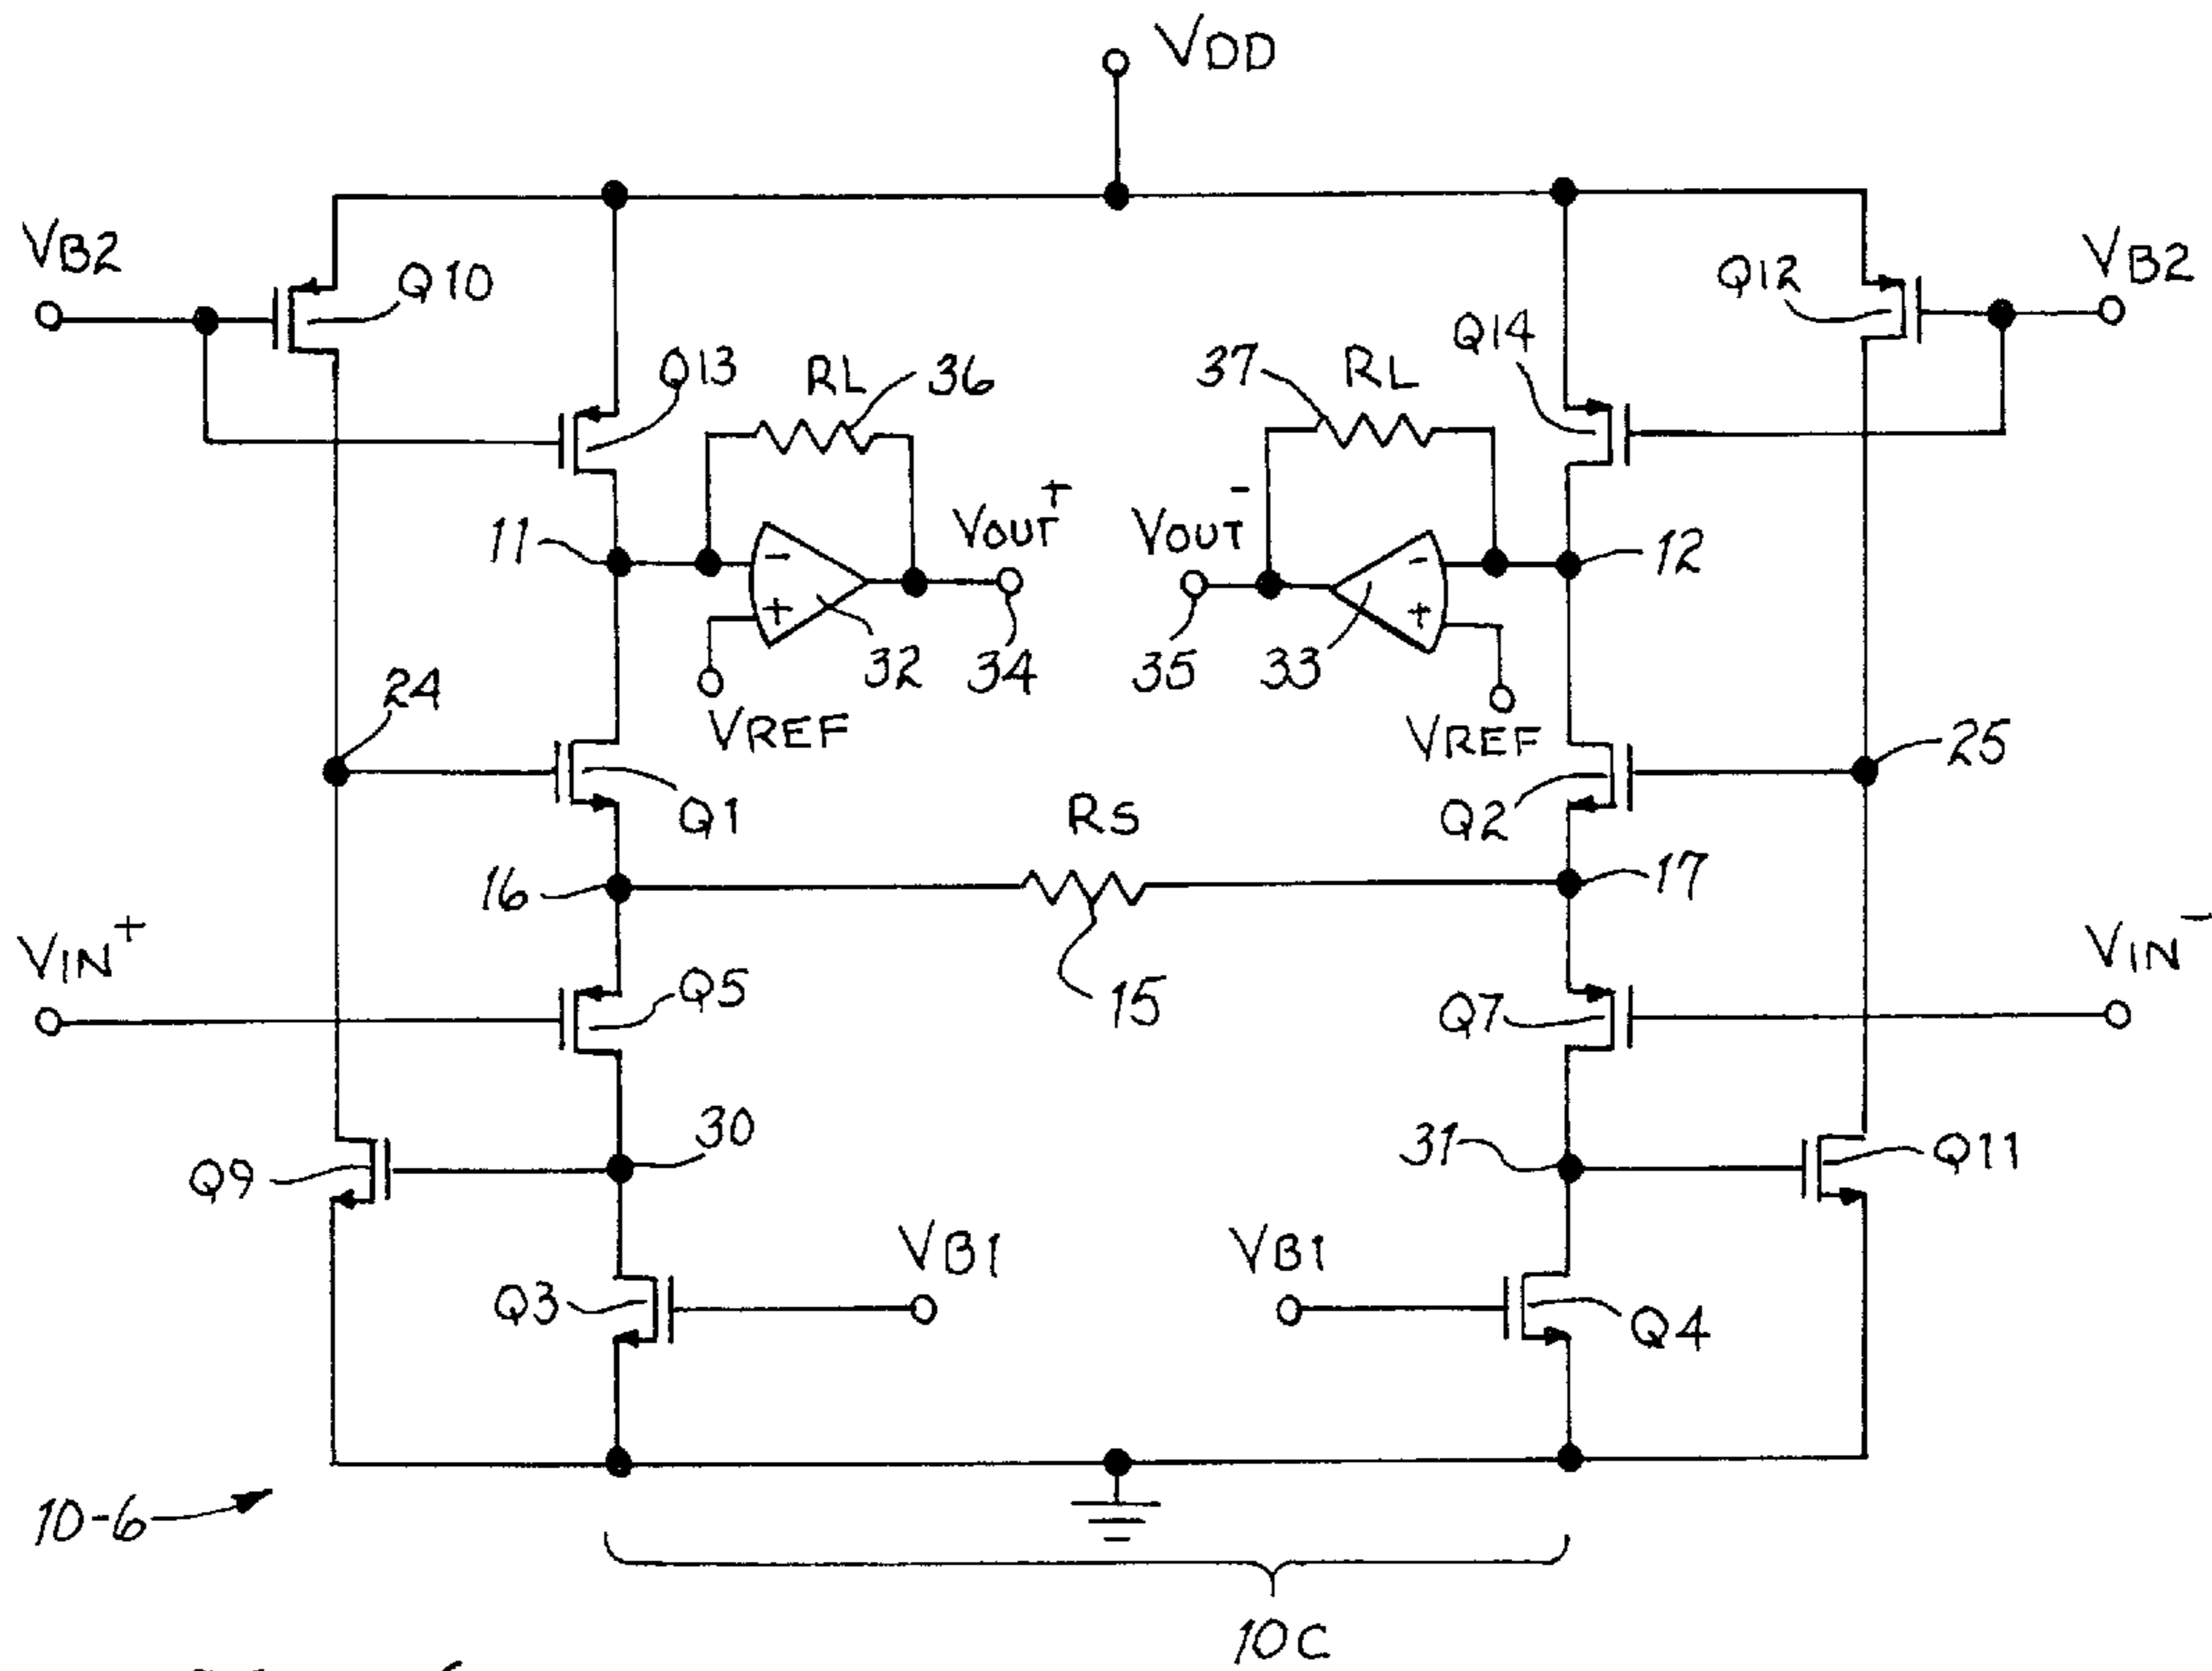 VDD
VB2
Q10
Q12
VB2
Q13
RL
36
37
RL
Q14
11
VOUT+
VOUT-
12
32
34
35
33
24
VREF
VREF
25
Q1
RS
Q2
16
17
VIN+
VIN-
Q5
15
Q7
30
31
Q9
Q11
VB1
VB1
Q3
Q4
10-6
10C
- +
- +